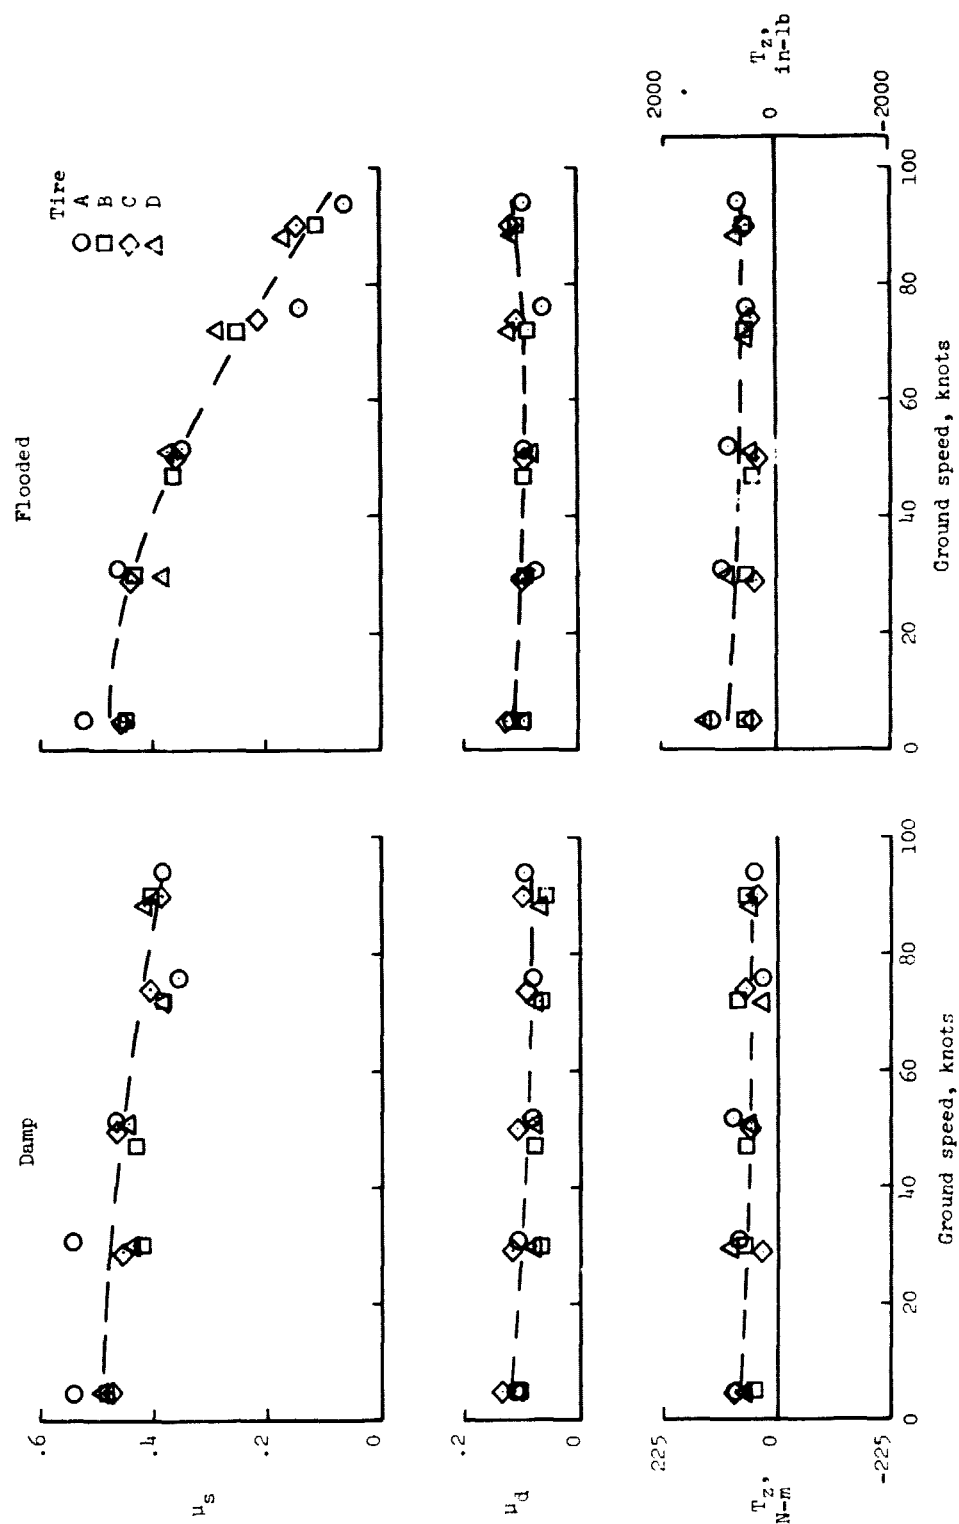 Damp
Flooded
Tire
A
B
C
D
.6
.4
.2
0
μs
.2
0
μd
225
0
-225
Tz,
N-m
2000
0
-2000
Tz,
in-lb
0 20 40 60 80 100
Ground speed, knots
0 20 40 60 80 100
Ground speed, knots